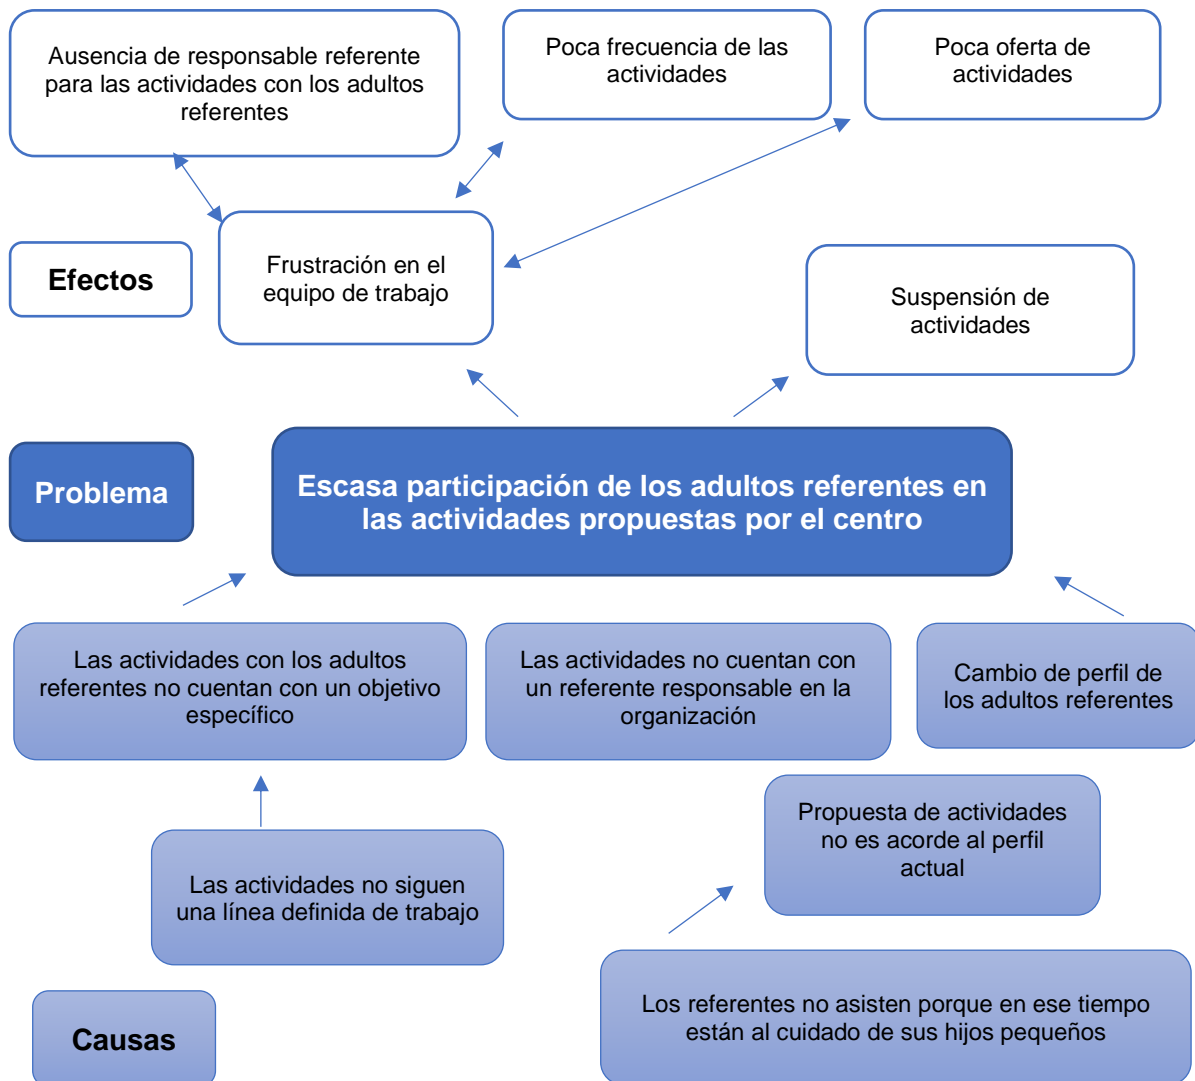 Ausencia de responsable referente
para las actividades con los adultos
referentes
Poca frecuencia de las
actividades
Poca oferta de
actividades
Efectos
Frustración en el
equipo de trabajo
Suspensión de
actividades
Problema
Escasa participación de los adultos referentes en
las actividades propuestas por el centro
Las actividades con los adultos
referentes no cuentan con un objetivo
específico
Las actividades no cuentan con
un referente responsable en la
organización
Cambio de perfil de
los adultos referentes
Propuesta de actividades
no es acorde al perfil
actual
Las actividades no siguen
una línea definida de trabajo
Los referentes no asisten porque en ese tiempo
están al cuidado de sus hijos pequeños
Causas